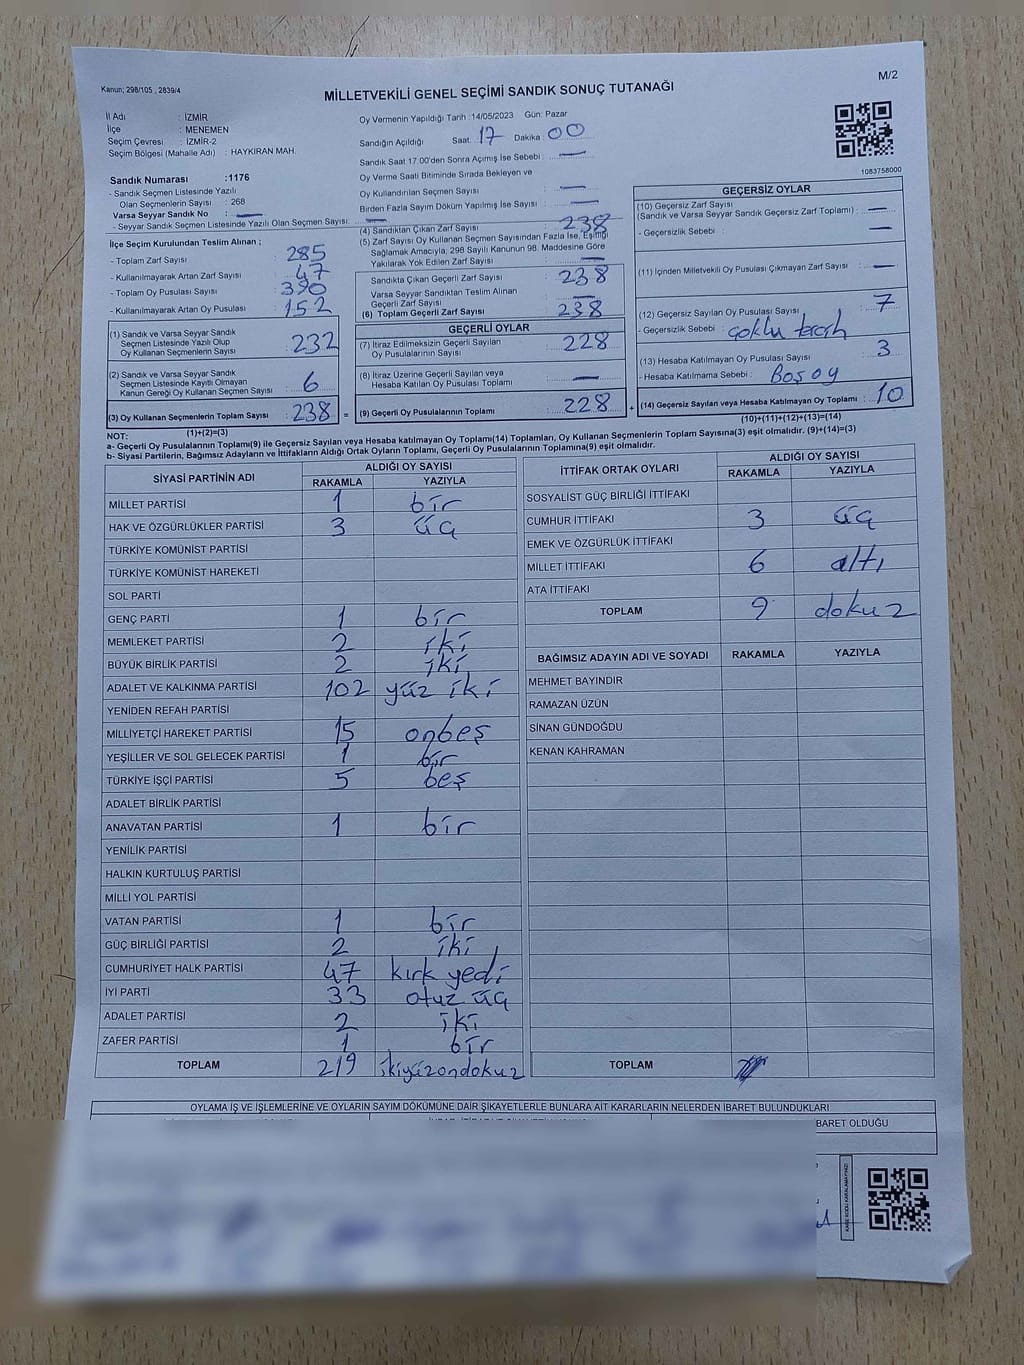 M/2
Kanun; 298/105 , 2839/4
MİLLETVEKİLİ GENEL SEÇİMİ SANDIK SONUÇ TUTANAĞI
İl Adı : İZMİR
İlçe : MENEMEN
Seçim Çevresi : İZMİR-2
Seçim Bölgesi (Mahalle Adı) : HAYKIRAN MAH.
Sandık Numarası :1176
- Sandık Seçmen Listesinde Yazılı
Olan Seçmenlerin Sayısı : 268
Varsa Seyyar Sandık No : —
- Seyyar Sandık Seçmen Listesinde Yazılı Olan Seçmen Sayısı: —
İlçe Seçim Kurulundan Teslim Alınan ;
- Toplam Zarf Sayısı : 285
- Kullanılmayarak Artan Zarf Sayısı : 47
- Toplam Oy Pusulası Sayısı : 390
- Kullanılmayarak Artan Oy Pusulası : 152
(1) Sandık ve Varsa Seyyar Sandık
Seçmen Listesinde Yazılı Olup
Oy Kullanan Seçmenlerin Sayısı : 232
(2) Sandık ve Varsa Seyyar Sandık
Seçmen Listesinde Kayıtlı Olmayan
Kanun Gereği Oy Kullanan Seçmen Sayısı : 6
(3) Oy Kullanan Seçmenlerin Toplam Sayısı : 238 =
(1)+(2)=(3)
Oy Vermenin Yapıldığı Tarih :14/05/2023 Gün: Pazar
Sandığın Açıldığı Saat: 17 Dakika: 00
Sandık Saat 17.00'den Sonra Açılmış İse Sebebi : —
Oy Verme Saati Bitiminde Sırada Bekleyen ve
Oy Kullandırılan Seçmen Sayısı : —
Birden Fazla Sayım Döküm Yapılmış İse Sayısı : —
(4) Sandıktan Çıkan Zarf Sayısı : 238
(5) Zarf Sayısı Oy Kullanan Seçmen Sayısından Fazla İse, Eşitliği
Sağlamak Amacıyla, 298 Sayılı Kanunun 98. Maddesine Göre
Yakılarak Yok Edilen Zarf Sayısı : —
Sandıkta Çıkan Geçerli Zarf Sayısı : 238
Varsa Seyyar Sandıktan Teslim Alınan
Geçerli Zarf Sayısı : —
(6) Toplam Geçerli Zarf Sayısı : 238
GEÇERLİ OYLAR
(7) İtiraz Edilmeksizin Geçerli Sayılan
Oy Pusulalarının Sayısı : 228
(8) İtiraz Üzerine Geçerli Sayılan veya
Hesaba Katılan Oy Pusulası Toplamı : —
(9) Geçerli Oy Pusulalarının Toplamı : 228 +
1083758000
GEÇERSİZ OYLAR
(10) Geçersiz Zarf Sayısı
(Sandık ve Varsa Seyyar Sandık Geçersiz Zarf Toplamı) : —
- Geçersizlik Sebebi : —
(11) İçinden Milletvekili Oy Pusulası Çıkmayan Zarf Sayısı : —
(12) Geçersiz Sayılan Oy Pusulası Sayısı : 7
- Geçersizlik Sebebi : çoklu tercih
(13) Hesaba Katılmayan Oy Pusulası Sayısı : 3
- Hesaba Katılmama Sebebi : Boş oy
(14) Geçersiz Sayılan veya Hesaba Katılmayan Oy Toplamı : 10
(10)+(11)+(12)+(13)=(14)
NOT:
a- Geçerli Oy Pusulalarının Toplamı(9) ile Geçersiz Sayılan veya Hesaba katılmayan Oy Toplamı(14) Toplamları, Oy Kullanan Seçmenlerin Toplam Sayısına(3) eşit olmalıdır. (9)+(14)=(3)
b- Siyasi Partilerin, Bağımsız Adayların ve İttifakların Aldığı Ortak Oyların Toplamı, Geçerli Oy Pusulalarının Toplamına(9) eşit olmalıdır.
SİYASİ PARTİNİN ADI ALDIĞI OY SAYISI
RAKAMLA YAZIYLA
MİLLET PARTİSİ 1 bir
HAK VE ÖZGÜRLÜKLER PARTİSİ 3 üç
TÜRKİYE KOMÜNİST PARTİSİ
TÜRKİYE KOMÜNİST HAREKETİ
SOL PARTİ
GENÇ PARTİ 1 bir
MEMLEKET PARTİSİ 2 iki
BÜYÜK BİRLİK PARTİSİ 2 iki
ADALET VE KALKINMA PARTİSİ 102 yüz iki
YENİDEN REFAH PARTİSİ
MİLLİYETÇİ HAREKET PARTİSİ 15 onbeş
YEŞİLLER VE SOL GELECEK PARTİSİ 1 bir
TÜRKİYE İŞÇİ PARTİSİ 5 beş
ADALET BİRLİK PARTİSİ
ANAVATAN PARTİSİ 1 bir
YENİLİK PARTİSİ
HALKIN KURTULUŞ PARTİSİ
MİLLİ YOL PARTİSİ
VATAN PARTİSİ 1 bir
GÜÇ BİRLİĞİ PARTİSİ 2 iki
CUMHURİYET HALK PARTİSİ 47 kırk yedi
İYİ PARTİ 33 otuz üç
ADALET PARTİSİ 2 iki
ZAFER PARTİSİ 1 bir
TOPLAM 219 ikiyüzondokuz
İTTİFAK ORTAK OYLARI ALDIĞI OY SAYISI
RAKAMLA YAZIYLA
SOSYALİST GÜÇ BİRLİĞİ İTTİFAKI
CUMHUR İTTİFAKI 3 üç
EMEK VE ÖZGÜRLÜK İTTİFAKI
MİLLET İTTİFAKI 6 altı
ATA İTTİFAKI
TOPLAM 9 dokuz
BAĞIMSIZ ADAYIN ADI VE SOYADI RAKAMLA YAZIYLA
MEHMET BAYINDIR
RAMAZAN ÜZÜN
SİNAN GÜNDOĞDU
KENAN KAHRAMAN
TOPLAM
OYLAMA İŞ VE İŞLEMLERİNE VE OYLARIN SAYIM DÖKÜMÜNE DAİR ŞİKAYETLERLE BUNLARA AİT KARARLARIN NELERDEN İBARET BULUNDUKLARI
BARET OLDUĞU
KARE KODU KARALAMAYINIZ!